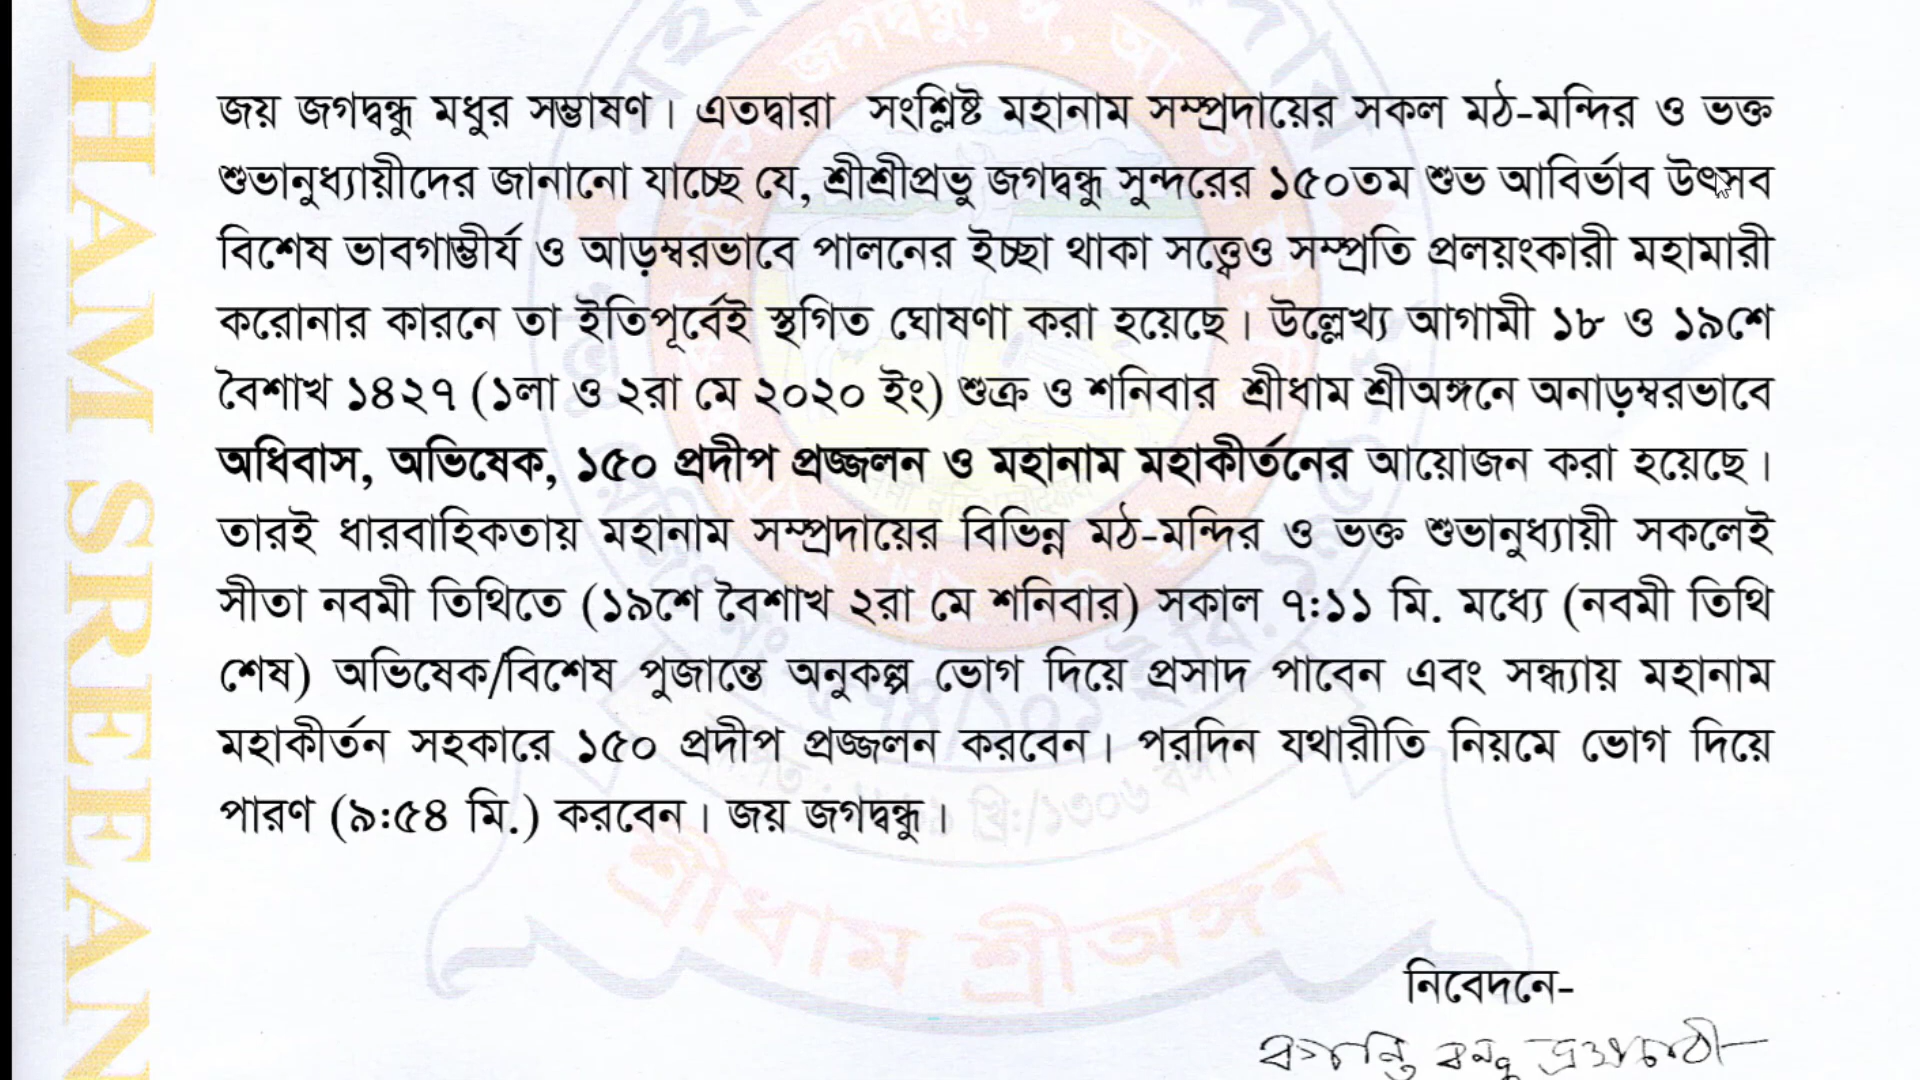 DHAM SREEAN
জয় জগদ্বন্ধু মধুর সম্ভাষণ। এতদ্বারা সংশ্লিষ্ট মহানাম সম্প্রদায়ের সকল মঠ-মন্দির ও ভক্ত
শুভানুধ্যায়ীদের জানানো যাচ্ছে যে, শ্রীশ্রীপ্রভু জগদ্বন্ধু সুন্দরের ১৫০তম শুভ আবির্ভাব উৎসব
বিশেষ ভাবগাম্ভীর্য ও আড়ম্বরভাবে পালনের ইচ্ছা থাকা সত্ত্বেও সম্প্রতি প্রলয়ংকারী মহামারী
করোনার কারনে তা ইতিপূর্বেই স্থগিত ঘোষণা করা হয়েছে। উল্লেখ্য আগামী ১৮ ও ১৯শে
বৈশাখ ১৪২৭ (১লা ও ২রা মে ২০২০ ইং) শুক্র ও শনিবার শ্রীধাম শ্রীঅঙ্গনে অনাড়ম্বরভাবে
অধিবাস, অভিষেক, ১৫০ প্রদীপ প্রজ্জলন ও মহানাম মহাকীর্তনের আয়োজন করা হয়েছে।
তারই ধারবাহিকতায় মহানাম সম্প্রদায়ের বিভিন্ন মঠ-মন্দির ও ভক্ত শুভানুধ্যায়ী সকলেই
সীতা নবমী তিথিতে (১৯শে বৈশাখ ২রা মে শনিবার) সকাল ৭:১১ মি. মধ্যে (নবমী তিথি
শেষ) অভিষেক/বিশেষ পুজান্তে অনুকল্প ভোগ দিয়ে প্রসাদ পাবেন এবং সন্ধ্যায় মহানাম
মহাকীর্তন সহকারে ১৫০ প্রদীপ প্রজ্জলন করবেন। পরদিন যথারীতি নিয়মে ভোগ দিয়ে
পারণ (৯:৫৪ মি.) করবেন। জয় জগদ্বন্ধু।
শ্রীধাম শ্রীঅঙ্গন
নিবেদনে-